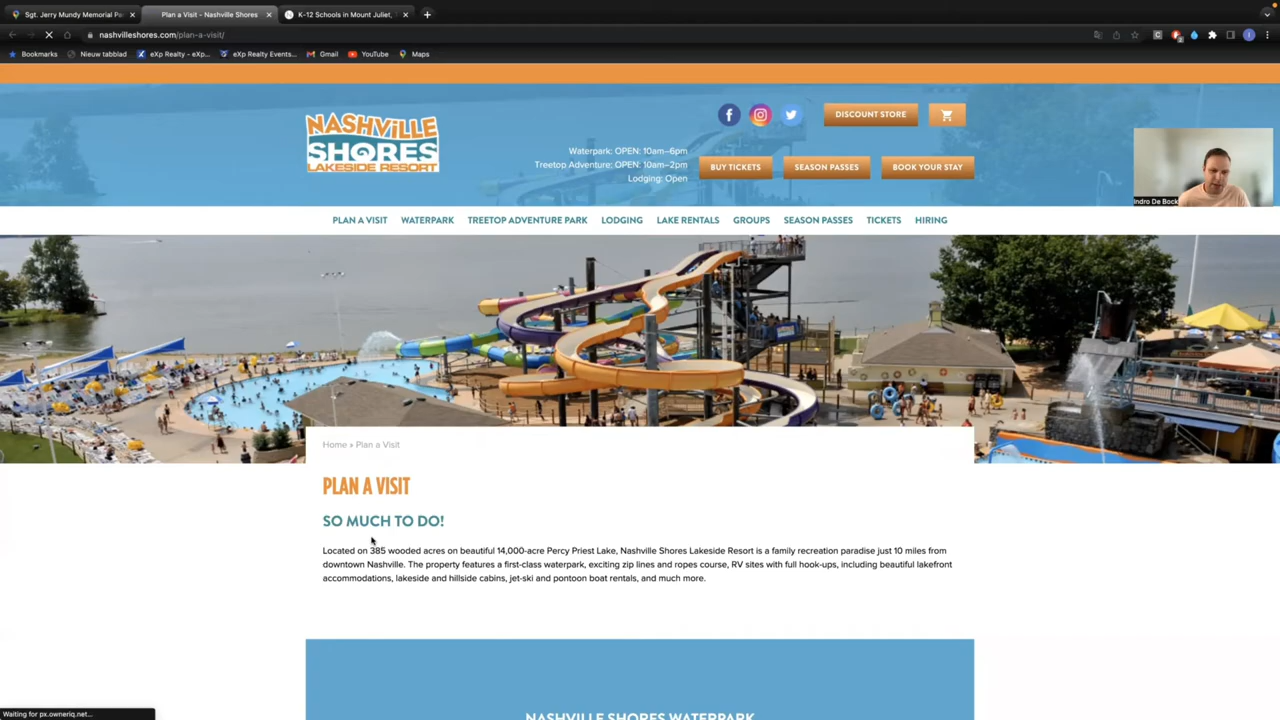 Sgt. Jerry Mundy Memorial Pa
Plan a Visit - Nashville Shores
K-12 Schools in Mount Juliet,
nashvilleshores.com/plan-a-visit/
Bookmarks
Nieuw tabblad
eXp Realty - eXp...
eXp Realty Events...
Gmail
YouTube
Maps
NASHVILLE
SHORES
LAKESIDE RESORT
DISCOUNT STORE
Waterpark: OPEN: 10am–6pm
Treetop Adventure: OPEN: 10am–2pm
Lodging: Open
BUY TICKETS
SEASON PASSES
BOOK YOUR STAY
Indro De Bock
PLAN A VISIT WATERPARK TREETOP ADVENTURE PARK LODGING LAKE RENTALS GROUPS SEASON PASSES TICKETS HIRING
Home » Plan a Visit
PLAN A VISIT
SO MUCH TO DO!
Located on 385 wooded acres on beautiful 14,000-acre Percy Priest Lake, Nashville Shores Lakeside Resort is a family recreation paradise just 10 miles from
downtown Nashville. The property features a first-class waterpark, exciting zip lines and ropes course, RV sites with full hook-ups, including beautiful lakefront
accommodations, lakeside and hillside cabins, jet-ski and pontoon boat rentals, and much more.
NASHVILLE SHORES WATERPARK
Waiting for px.owneriq.net...